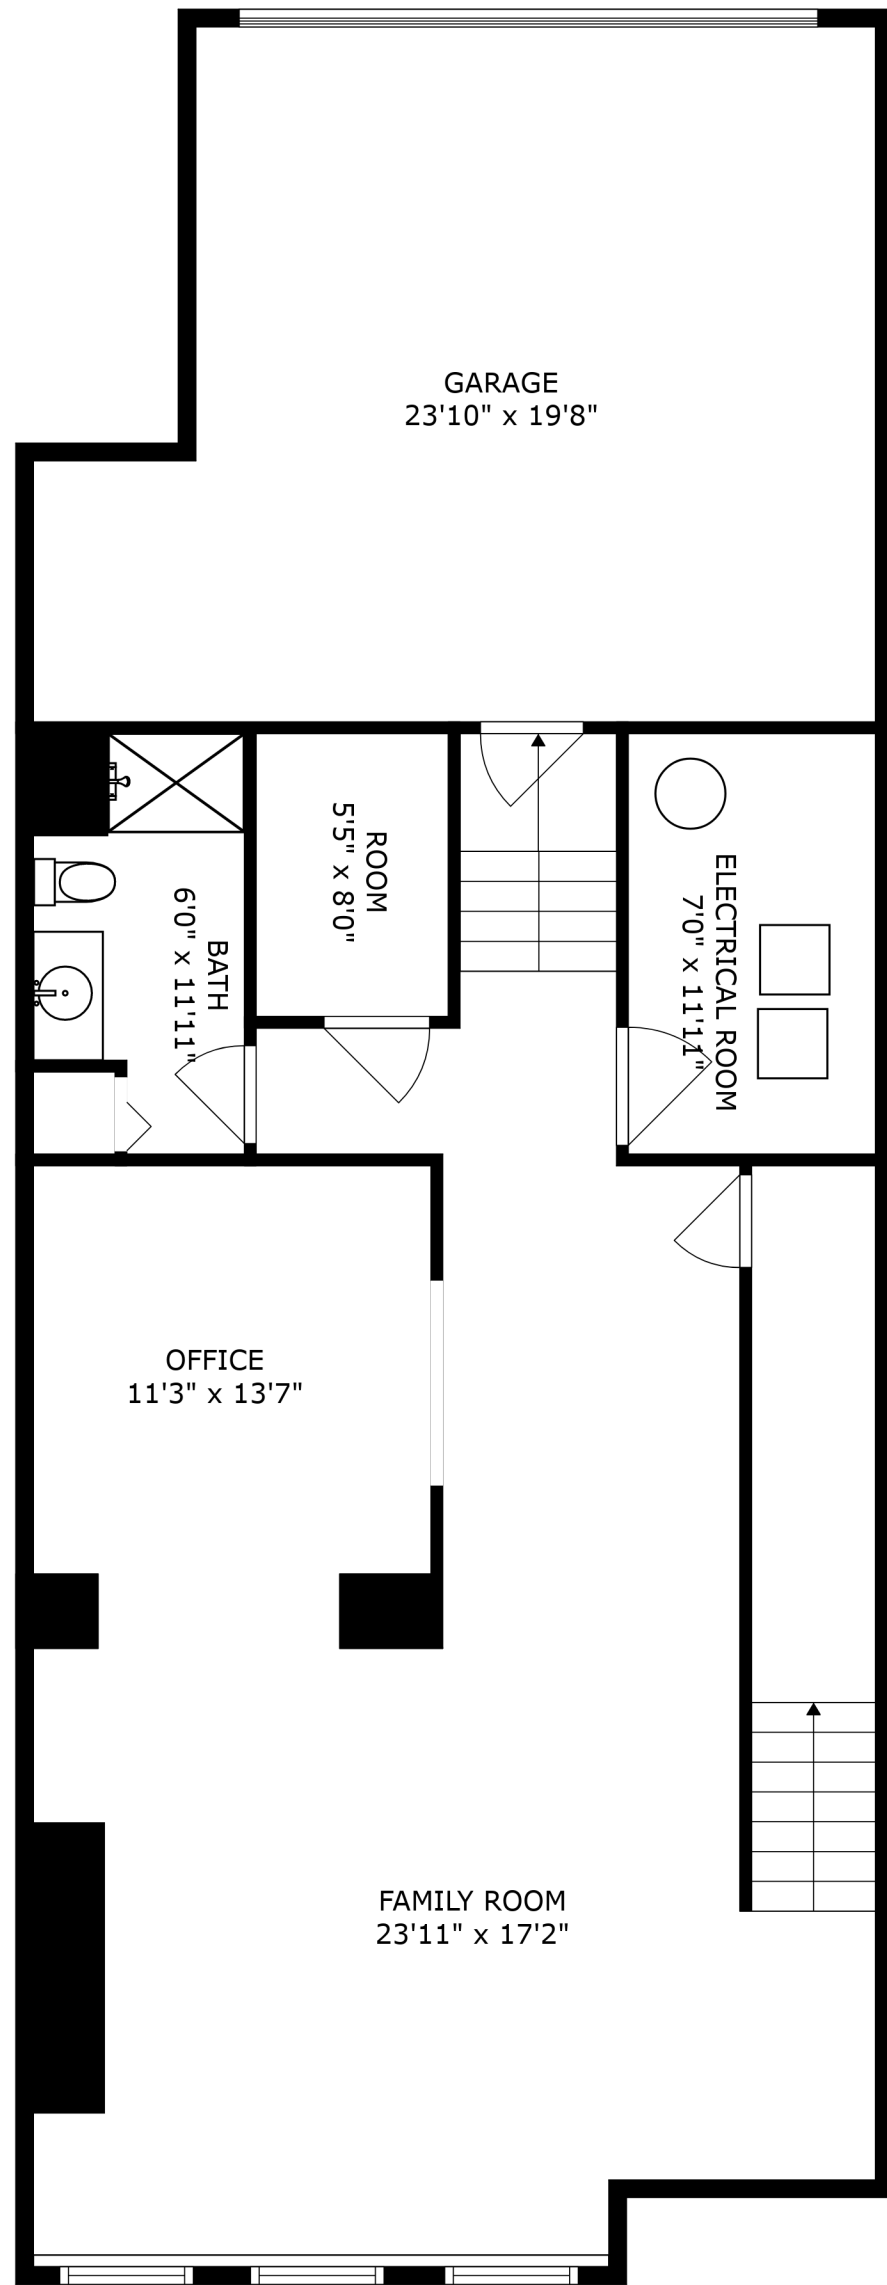 GARAGE
23'10" x 19'8"
ROOM
5'5" x 8'0"
BATH
6'0" x 11'11"
ELECTRICAL ROOM
7'0" x 11'11"
OFFICE
11'3" x 13'7"
FAMILY ROOM
23'11" x 17'2"